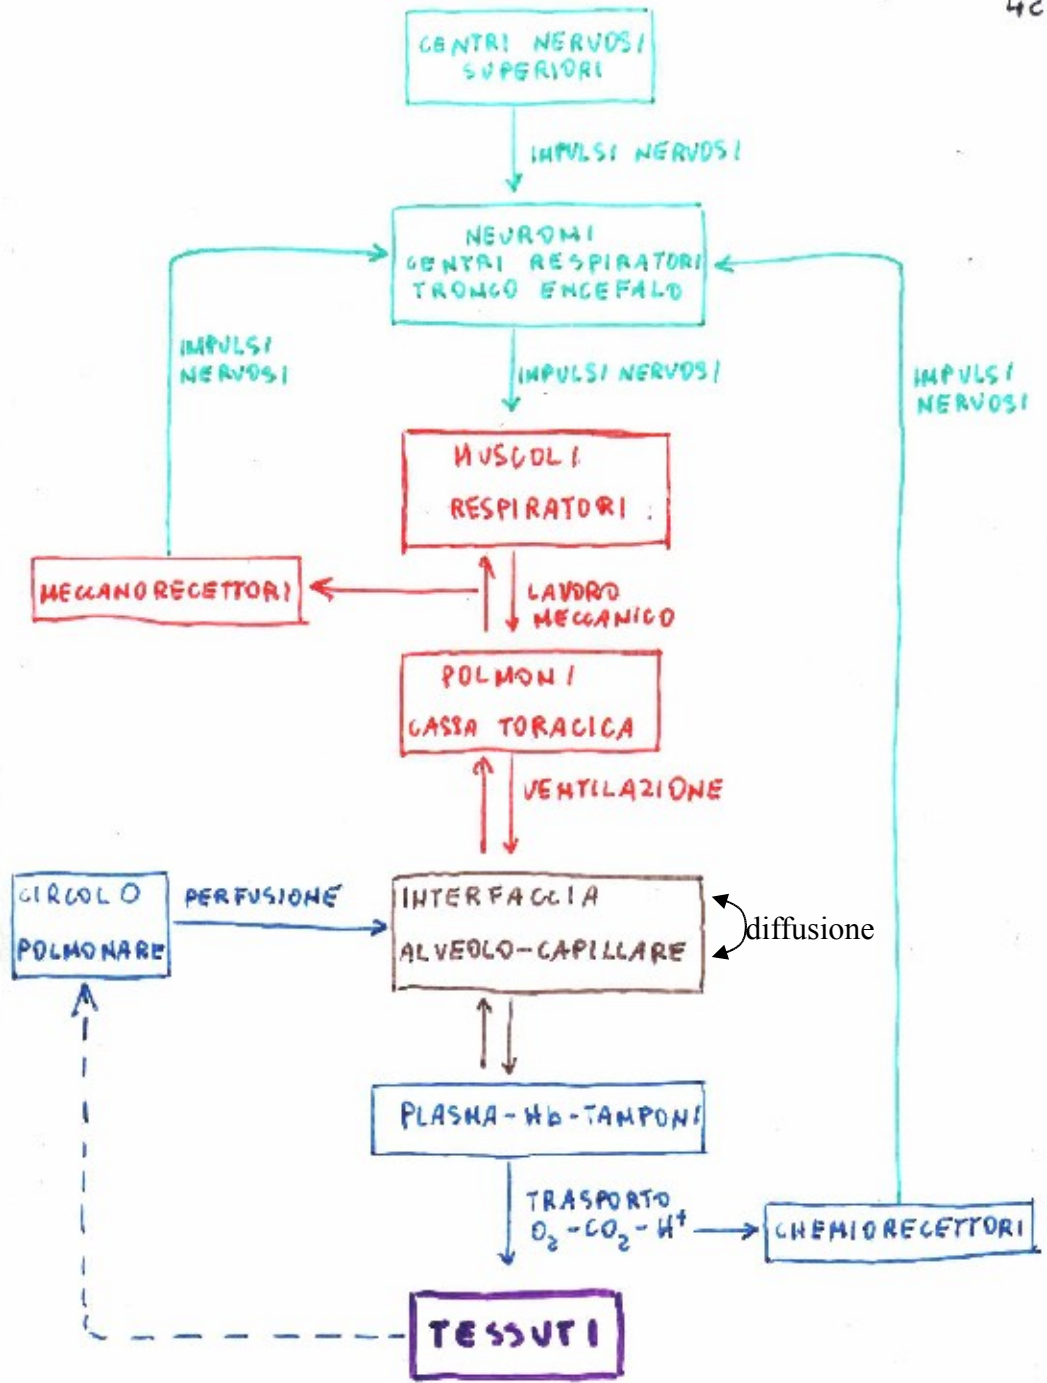 4c
CENTRI NERVOSI
SUPERIORI
IMPULSI NERVOSI
NEURONI
CENTRI RESPIRATORI
TRONCO ENCEFALO
IMPULSI
NERVOSI
IMPULSI NERVOSI
IMPULSI
NERVOSI
MUSCOLI
RESPIRATORI
MECCANORECETTORI
LAVORO
MECCANICO
POLMONI
CASSA TORACICA
VENTILAZIONE
CIRCOLO
POLMONARE
PERFUSIONE
INTERFACCIA
ALVEOLO-CAPILLARE
diffusione
PLASMA-Hb-TAMPONI
TRASPORTO
O₂-CO₂-H⁺
CHEMIORECETTORI
TESSUTI